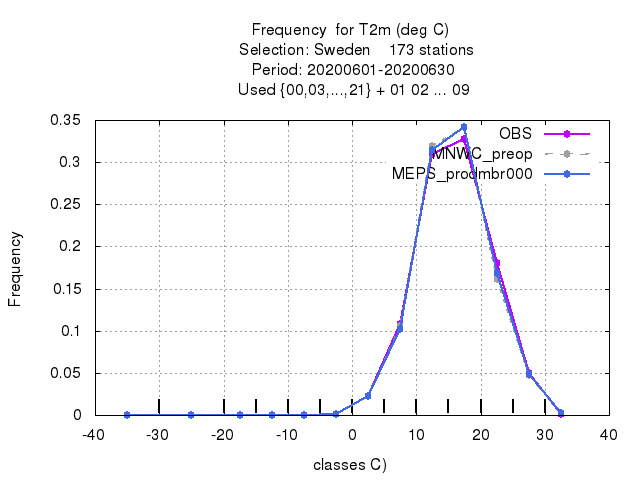 Frequency for T2m (deg C)
Selection: Sweden 173 stations
Period: 20200601-20200630
Used {00,03,...,21} + 01 02 ... 09
OBS
MNWC_preop
MEPS_prodmbr000
Frequency
0.35
0.3
0.25
0.2
0.15
0.1
0.05
0
-40 -30 -20 -10 0 10 20 30 40
classes C)